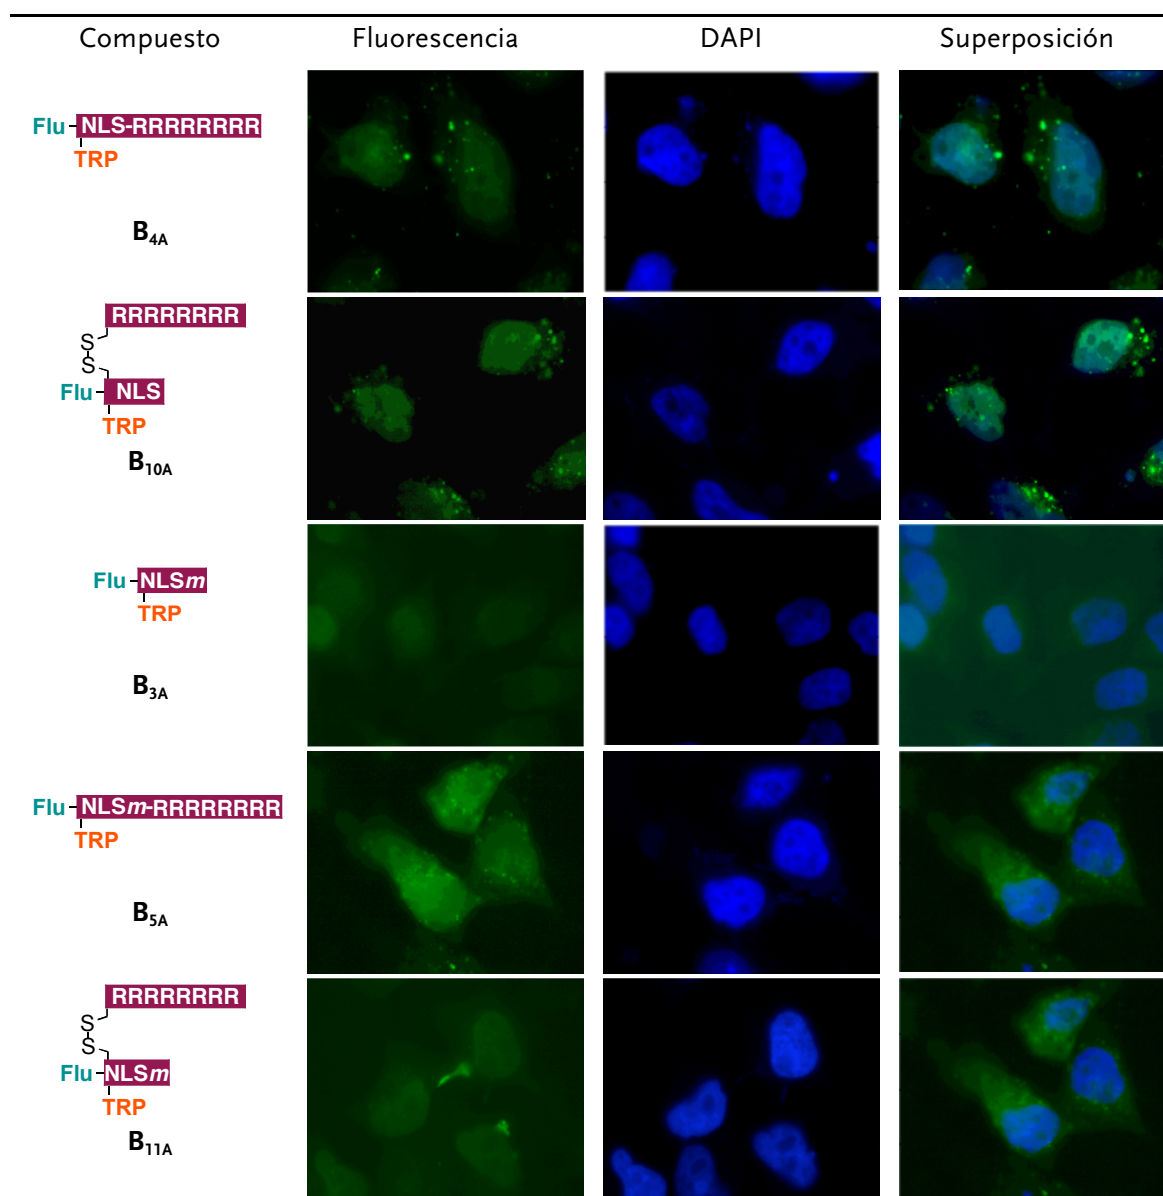 Compuesto Fluorescencia DAPI Superposición
Flu NLS-RRRRRRRR
TRP
B4A
RRRRRRRR
S
S
Flu NLS
TRP
B10A
Flu NLSm
TRP
B3A
Flu NLSm-RRRRRRRR
TRP
B5A
RRRRRRRR
S
S
Flu NLSm
TRP
B11A